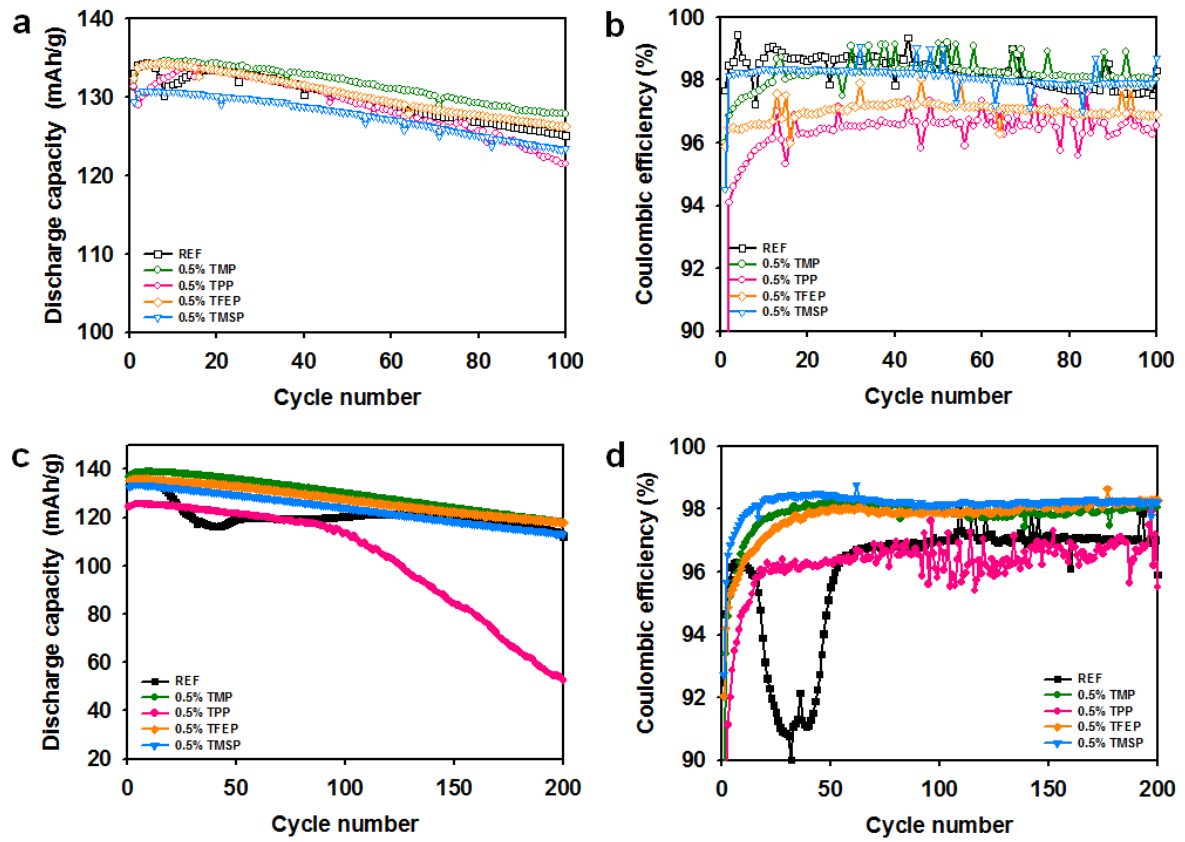 a
Discharge capacity (mAh/g)
140
130
120
110
100
REF
0.5% TMP
0.5% TPP
0.5% TFEP
0.5% TMSP
0 20 40 60 80 100
Cycle number
b
Coulombic efficiency (%)
100
98
96
94
92
90
REF
0.5% TMP
0.5% TPP
0.5% TFEP
0.5% TMSP
0 20 40 60 80 100
Cycle number
c
Discharge capacity (mAh/g)
160
140
120
100
80
60
40
20
REF
0.5% TMP
0.5% TPP
0.5% TFEP
0.5% TMSP
0 50 100 150 200
Cycle number
d
Coulombic efficiency (%)
100
98
96
94
92
90
REF
0.5% TMP
0.5% TPP
0.5% TFEP
0.5% TMSP
0 50 100 150 200
Cycle number